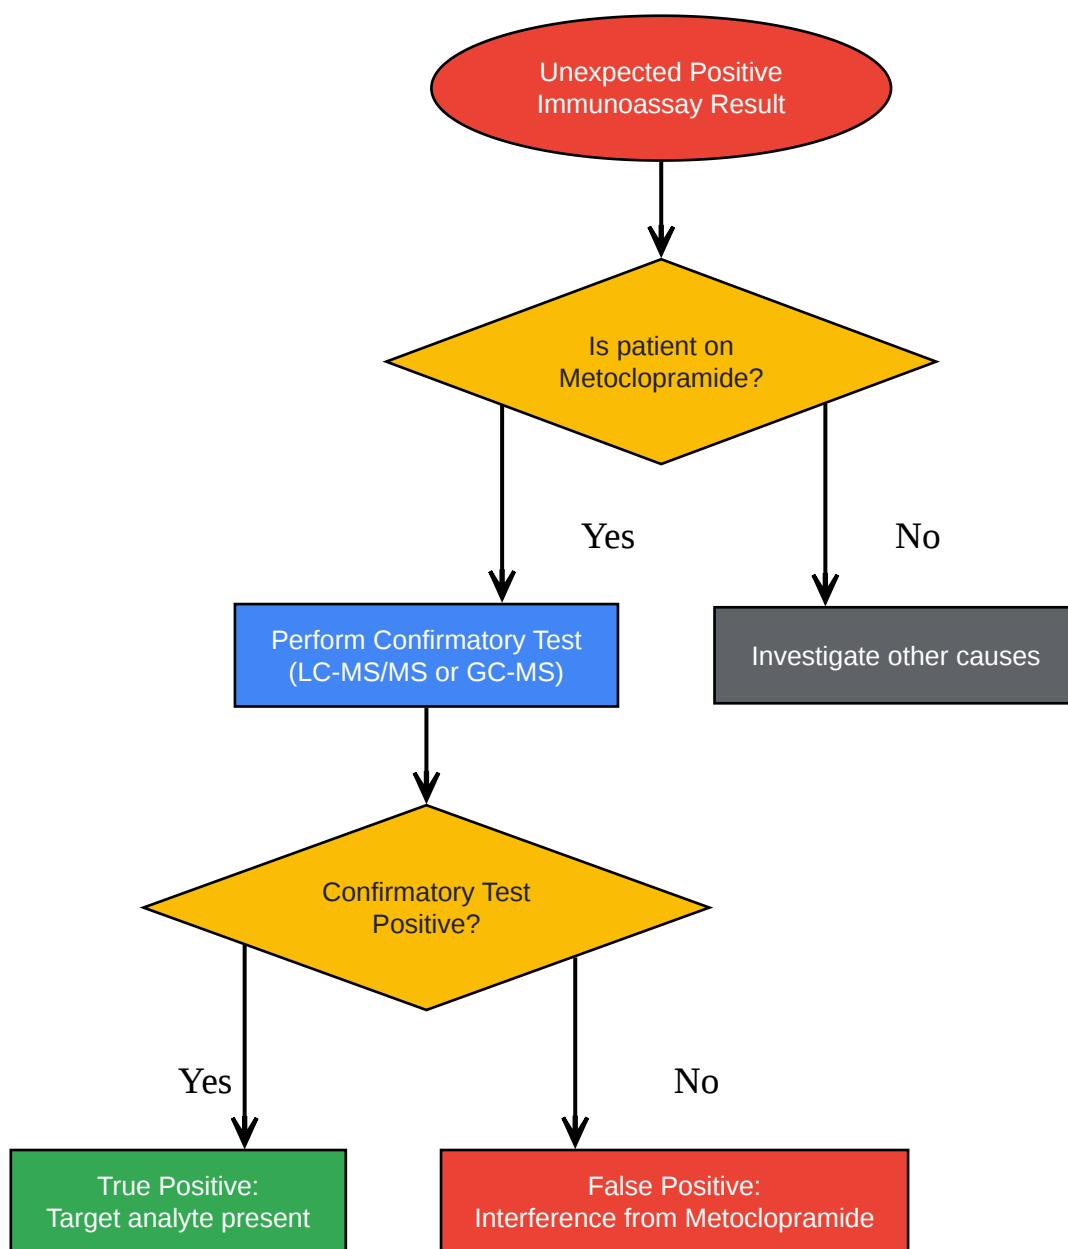 Unexpected Positive
Immunoassay Result
Is patient on
Metoclopramide?
Yes
No
Perform Confirmatory Test
(LC-MS/MS or GC-MS)
Investigate other causes
Confirmatory Test
Positive?
Yes
No
True Positive:
Target analyte present
False Positive:
Interference from Metoclopramide